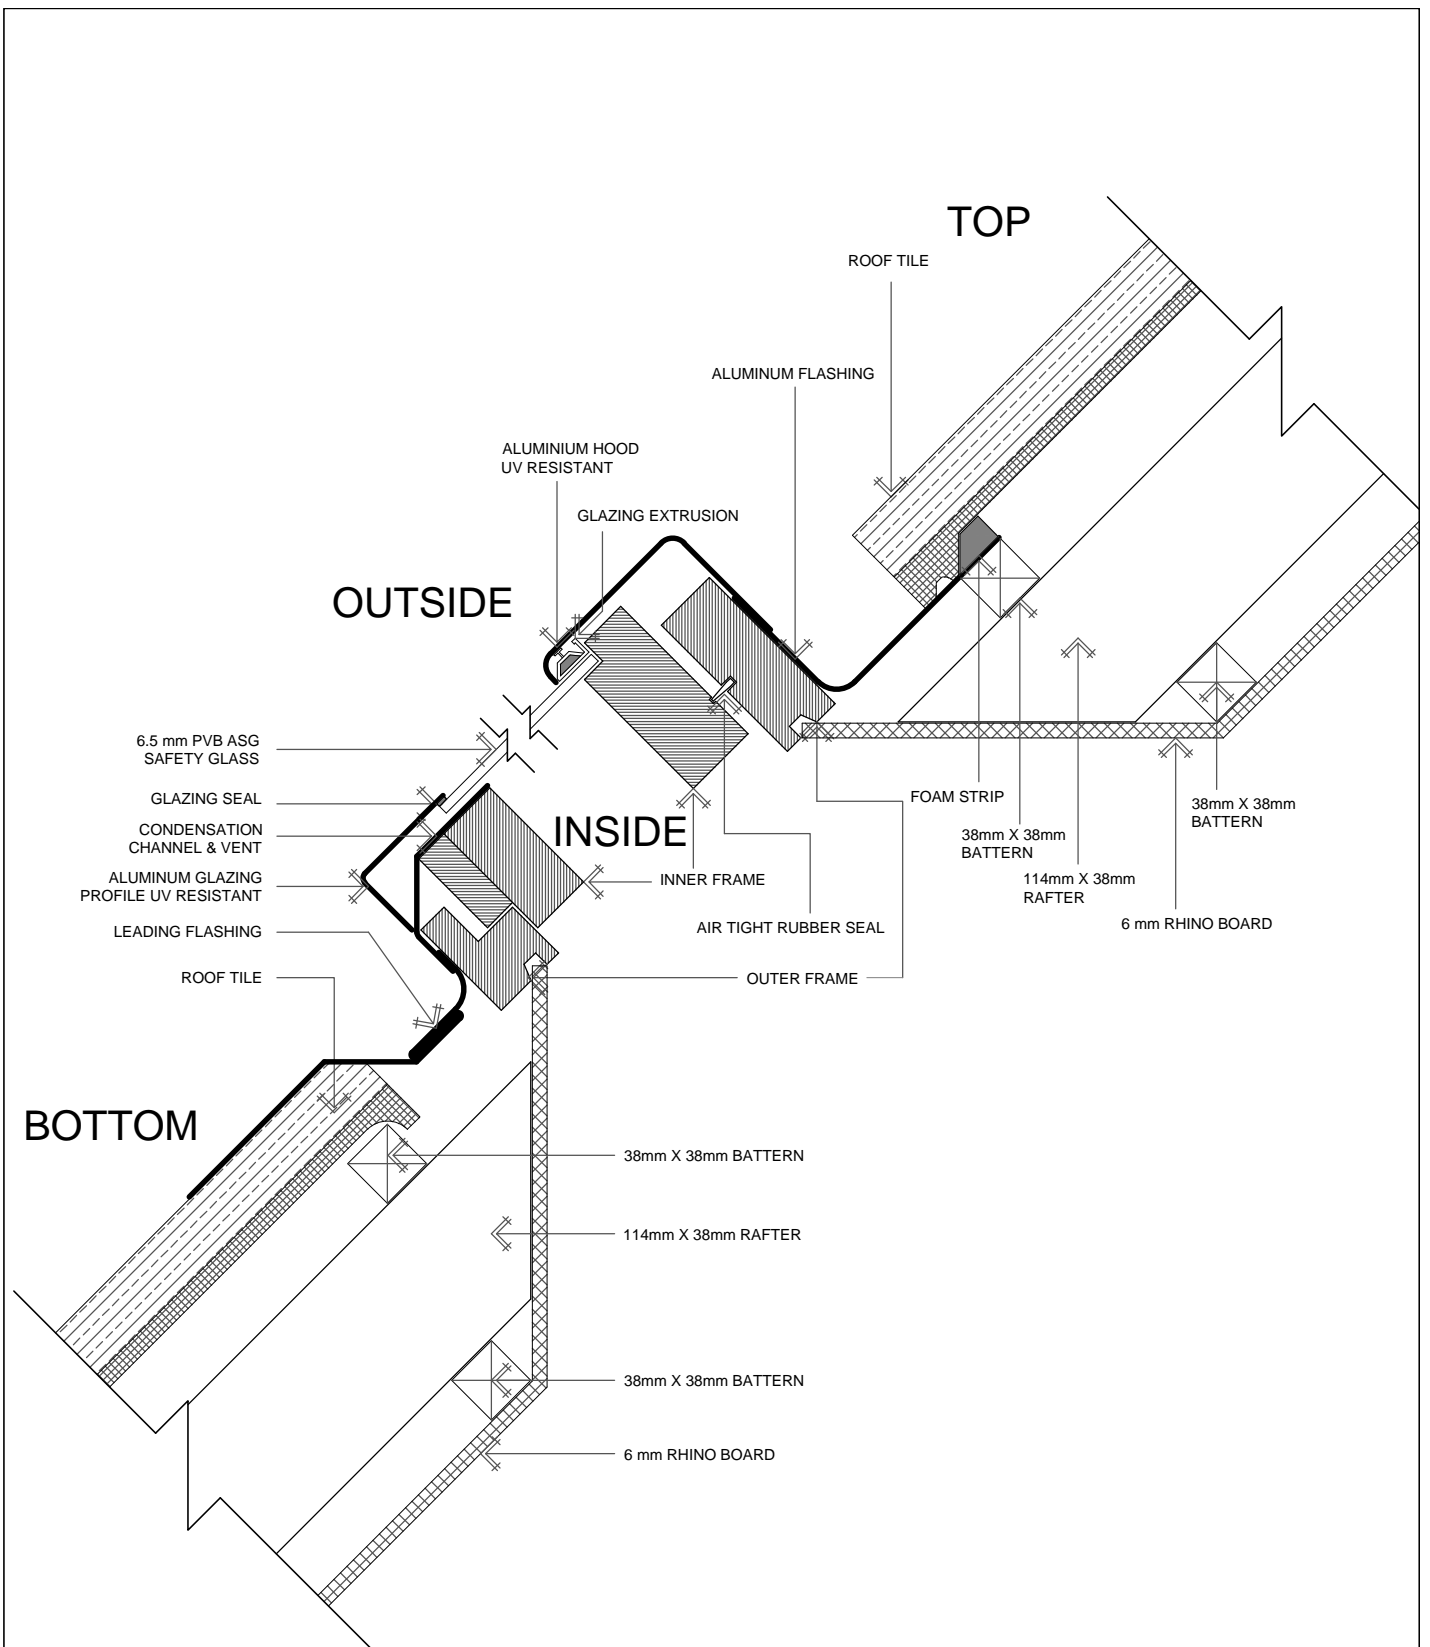 TOP
ROOF TILE
ALUMINUM FLASHING
ALUMINIUM HOOD
UV RESISTANT
GLAZING EXTRUSION
OUTSIDE
6.5 mm PVB ASG
SAFETY GLASS
GLAZING SEAL
CONDENSATION
CHANNEL & VENT
ALUMINUM GLAZING
PROFILE UV RESISTANT
LEADING FLASHING
ROOF TILE
INSIDE
INNER FRAME
AIR TIGHT RUBBER SEAL
OUTER FRAME
FOAM STRIP
38mm X 38mm
BATTERN
114mm X 38mm
RAFTER
38mm X 38mm
BATTERN
6 mm RHINO BOARD
BOTTOM
38mm X 38mm BATTERN
114mm X 38mm RAFTER
38mm X 38mm BATTERN
6 mm RHINO BOARD